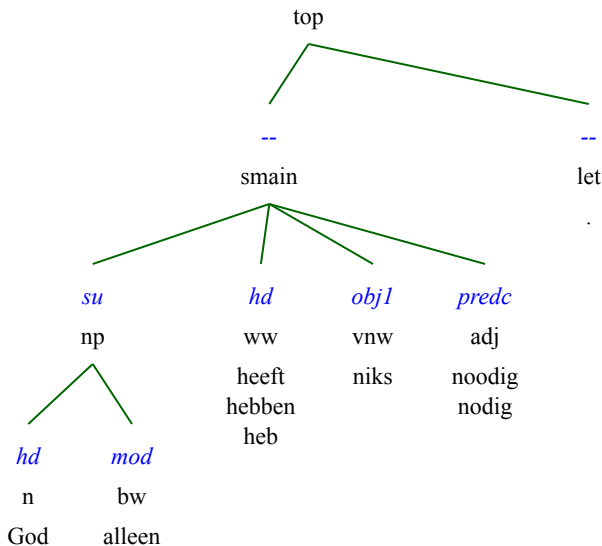 top
-- --
smain let
.
su hd obj1 predc
np ww vnw adj
heeft niks noodig
hebben nodig
heb
hd mod
n bw
God alleen